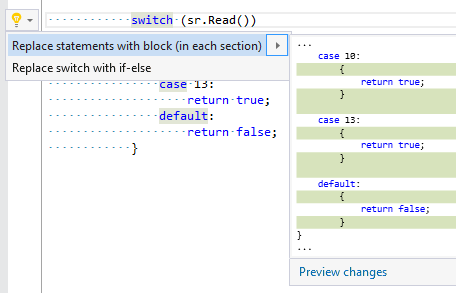 switch (sr.Read())
Replace statements with block (in each section)
Replace switch with if-else
case 13:
return true;
default:
return false;
}
...
case 10:
{
return true;
}
case 13:
{
return true;
}
default:
{
return false;
}
}
...
Preview changes